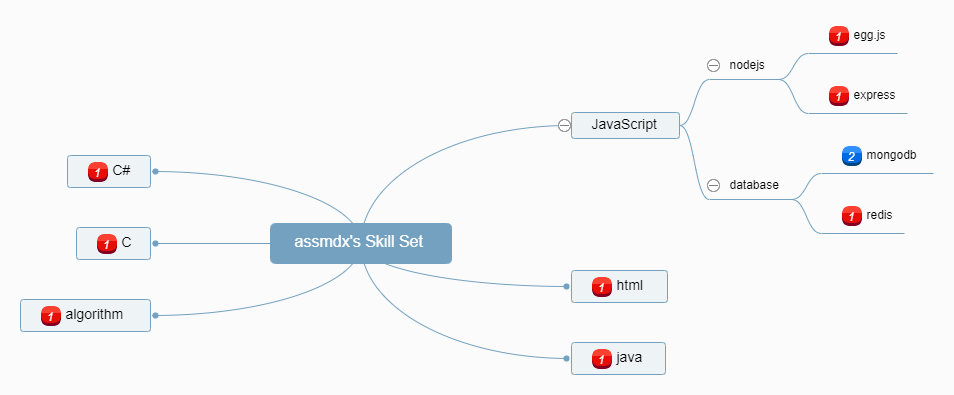 assmdx's Skill Set
JavaScript
nodejs
1 egg.js
1 express
database
2 mongodb
1 redis
1 html
1 java
1 C#
1 C
1 algorithm